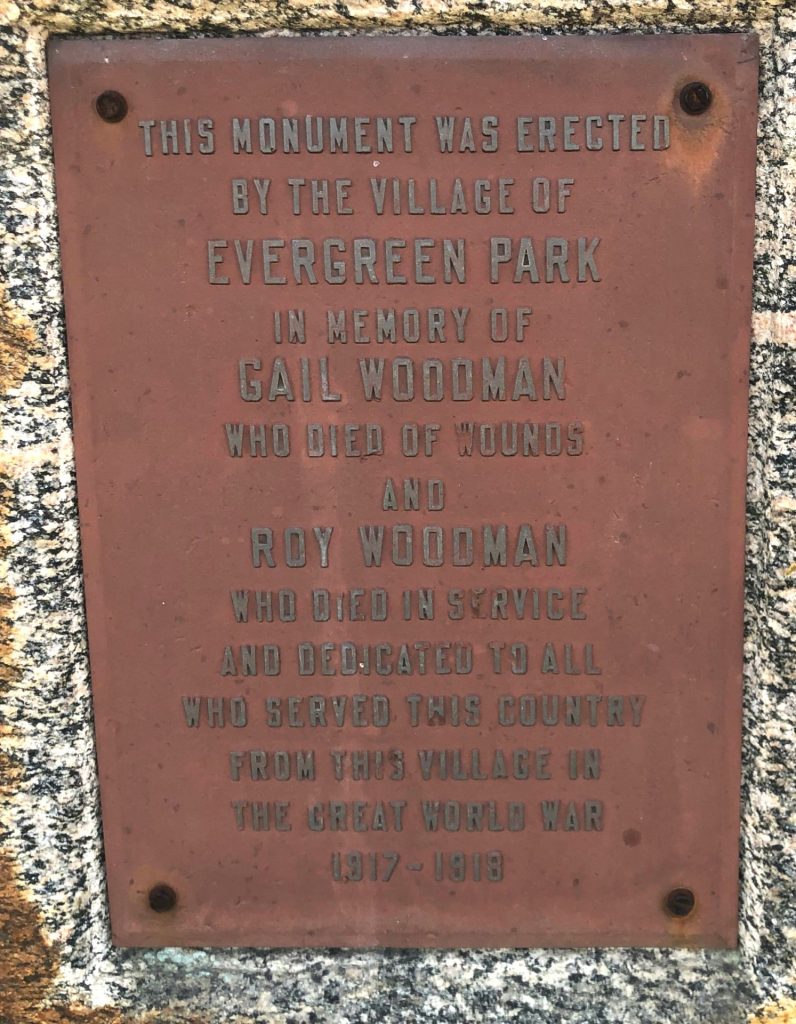 THIS MONUMENT WAS ERECTED
BY THE VILLAGE OF
EVERGREEN PARK
IN MEMORY OF
GAIL WOODMAN
WHO DIED OF WOUNDS
AND
ROY WOODMAN
WHO DIED IN SERVICE
AND DEDICATED TO ALL
WHO SERVED THIS COUNTRY
FROM THIS VILLAGE IN
THE GREAT WORLD WAR
1917-1918